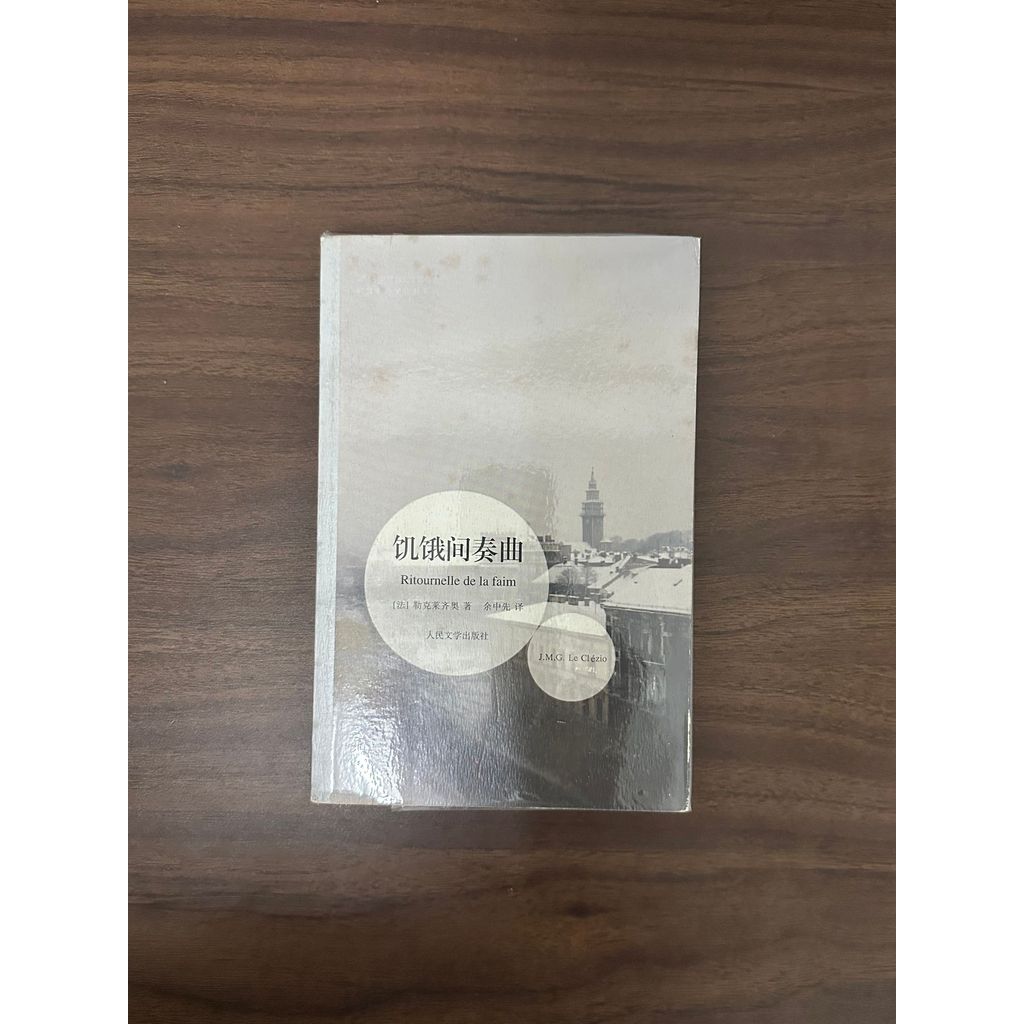 饥饿间奏曲
Ritournelle de la faim
[法] 勒克莱齐奥 著 余中先 译
人民文学出版社
J.M.G. Le Clézio